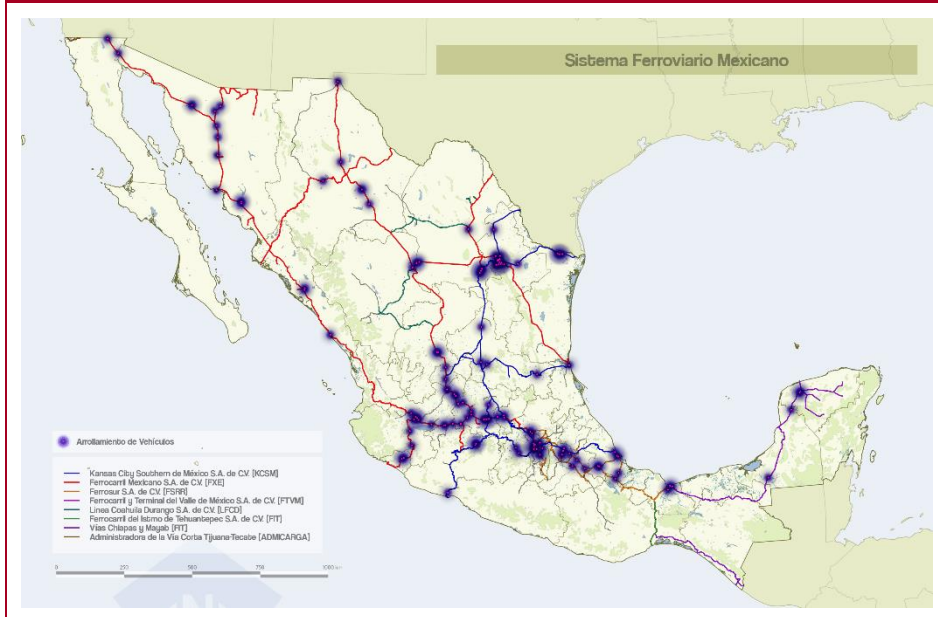 Sistema Ferroviario Mexicano
Arrollamiento de Vehículos
Kansas City Southern de México S.A. de C.V. [KCSM]
Ferrocarril Mexicano S.A. de C.V. [FXE]
Ferrosur S.A. de C.V. [FSRR]
Ferrocarril y Terminal del Valle de México S.A. de C.V. [FTVM]
Línea Coahuila Durango S.A. de C.V. [LFCD]
Ferrocarril del Istmo de Tehuantepec S.A. de C.V. [FIT]
Vías Chiapas y Mayab [FIT]
Administradora de la Vía Corta Tijuana-Tecate [ADMICARGA]
0 250 500 750 1000